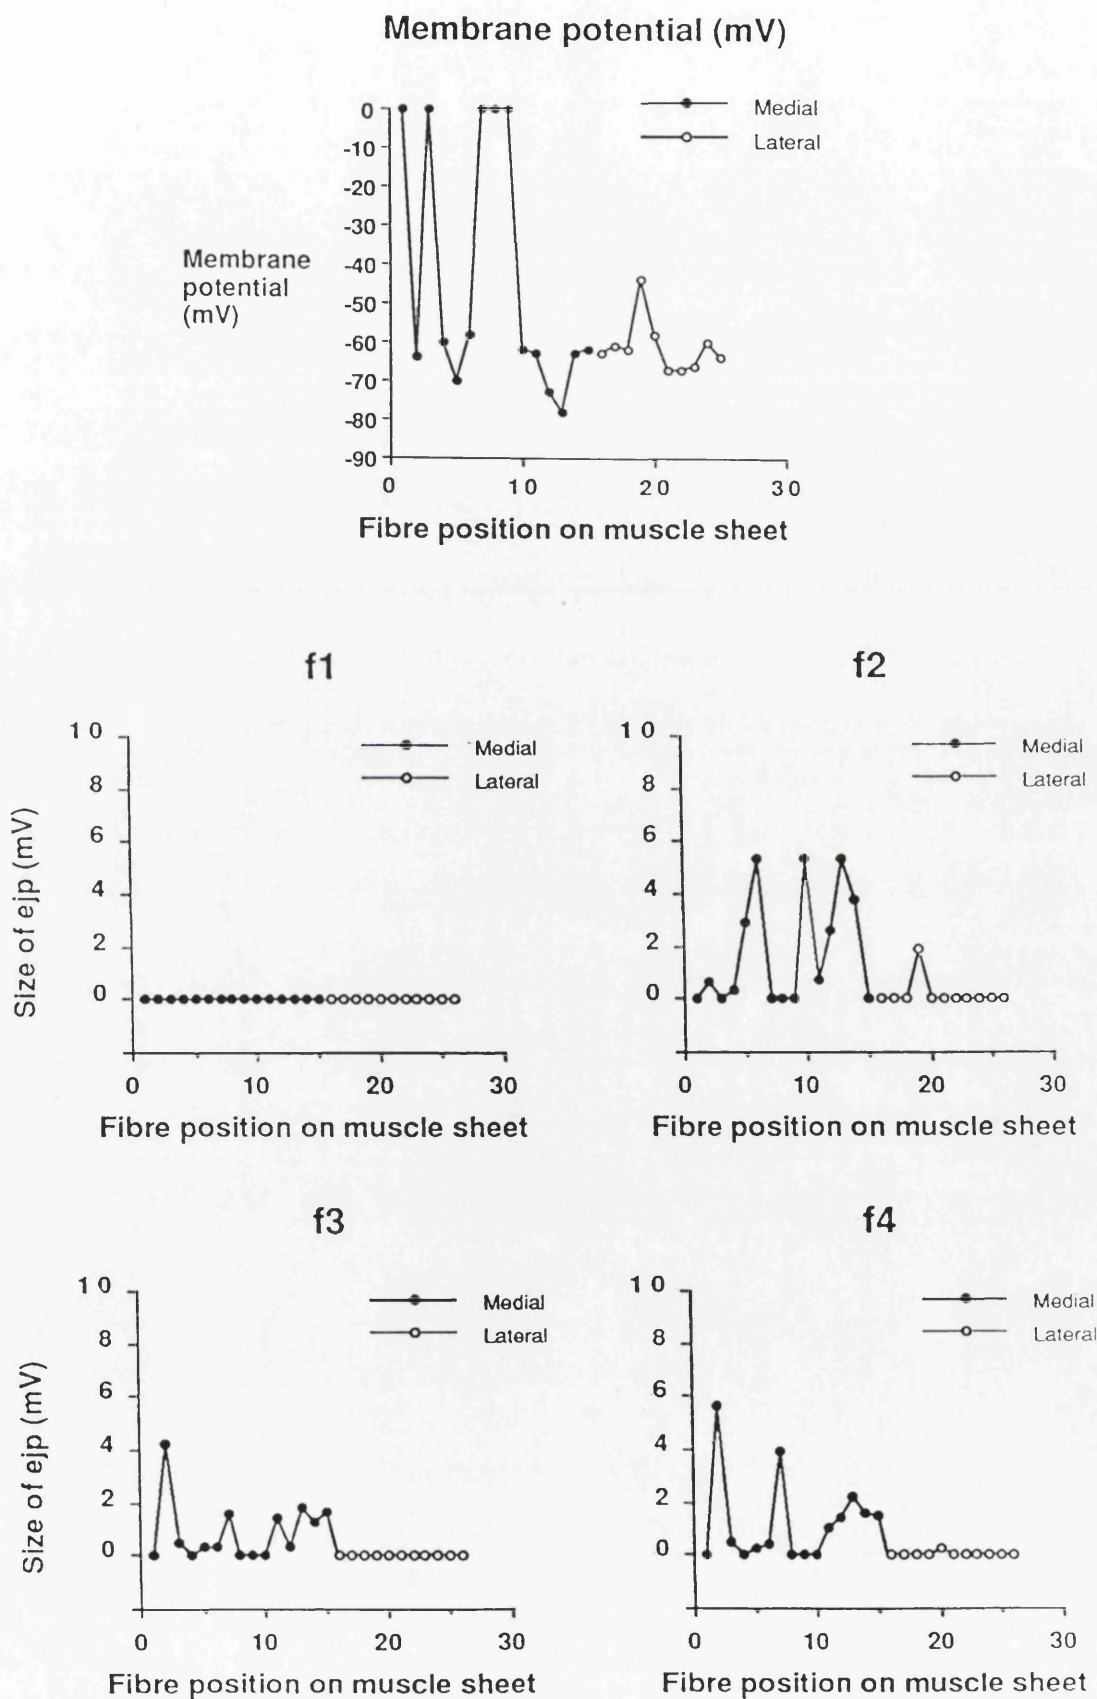 Membrane potential (mV)
Medial
Lateral
0
-10
-20
-30
-40
-50
-60
-70
-80
-90
Membrane
potential
(mV)
0 10 20 30
Fibre position on muscle sheet
f1
10
8
6
4
2
0
Medial
Lateral
Size of ejp (mV)
0 10 20 30
Fibre position on muscle sheet
f2
10
8
6
4
2
0
Medial
Lateral
0 10 20 30
Fibre position on muscle sheet
f3
10
8
6
4
2
0
Medial
Lateral
Size of ejp (mV)
0 10 20 30
Fibre position on muscle sheet
f4
10
8
6
4
2
0
Medial
Lateral
0 10 20 30
Fibre position on muscle sheet